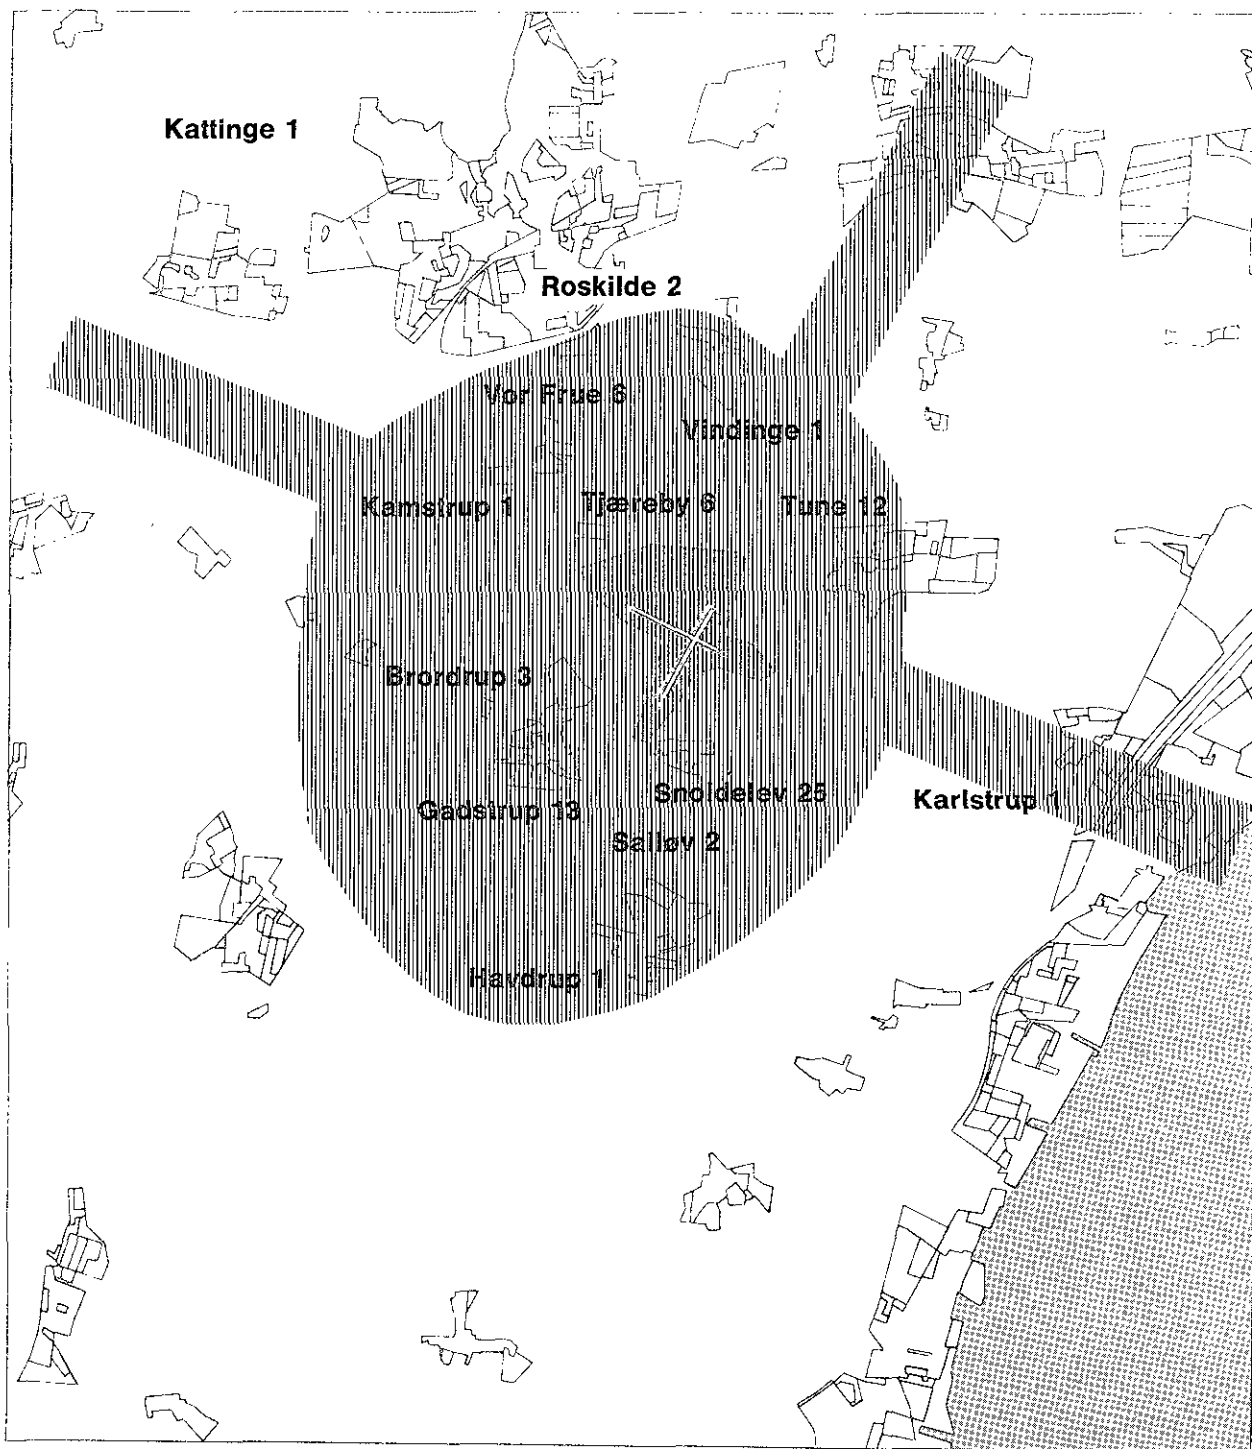 Kattinge 1
Roskilde 2
Vor Frue 6
Vindinge 1
Kamstrup 1
Tjæreby 6
Tune 12
Brordrup 3
Snoldelev 25
Karlstrup 1
Gadstrup 13
Salløv 2
Havdrup 1